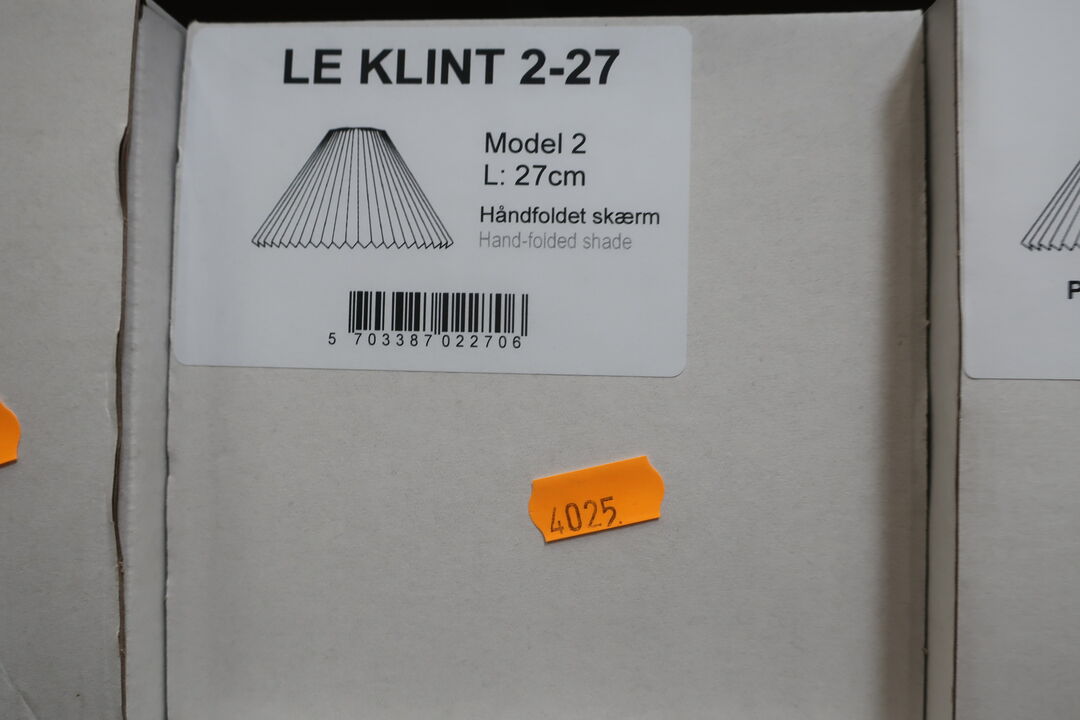 LE KLINT 2-27
Model 2
L: 27cm
Håndfoldet skærm
Hand-folded shade
5 703387 022706
4025.
P